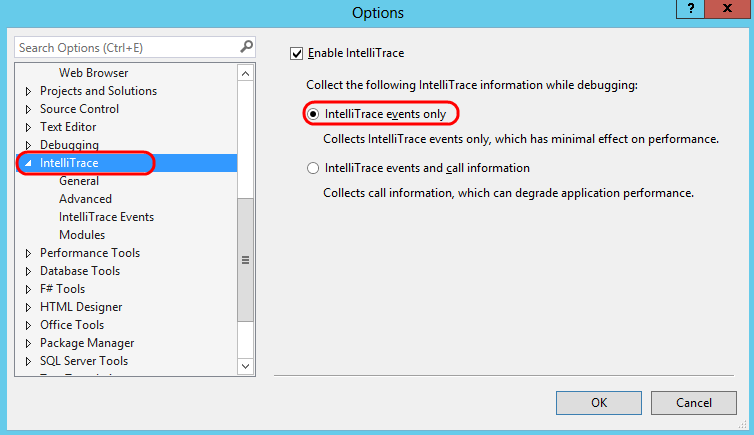 Options
?
x
Search Options (Ctrl+E)
Web Browser
Projects and Solutions
Source Control
Text Editor
Debugging
IntelliTrace
General
Advanced
IntelliTrace Events
Modules
Performance Tools
Database Tools
F# Tools
HTML Designer
Office Tools
Package Manager
SQL Server Tools
Enable IntelliTrace
Collect the following IntelliTrace information while debugging:
IntelliTrace events only
Collects IntelliTrace events only, which has minimal effect on performance.
IntelliTrace events and call information
Collects call information, which can degrade application performance.
OK
Cancel